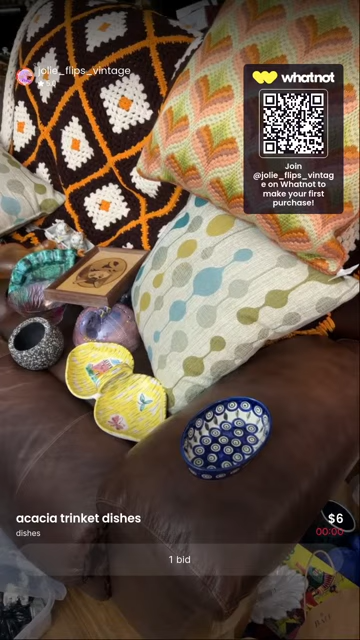 jolie_flips_vintage
whatnot
Join
@jolie_flips_vintag
e on Whatnot to
make your first
purchase!
acacia trinket dishes
$6
dishes
00:00
1 bid